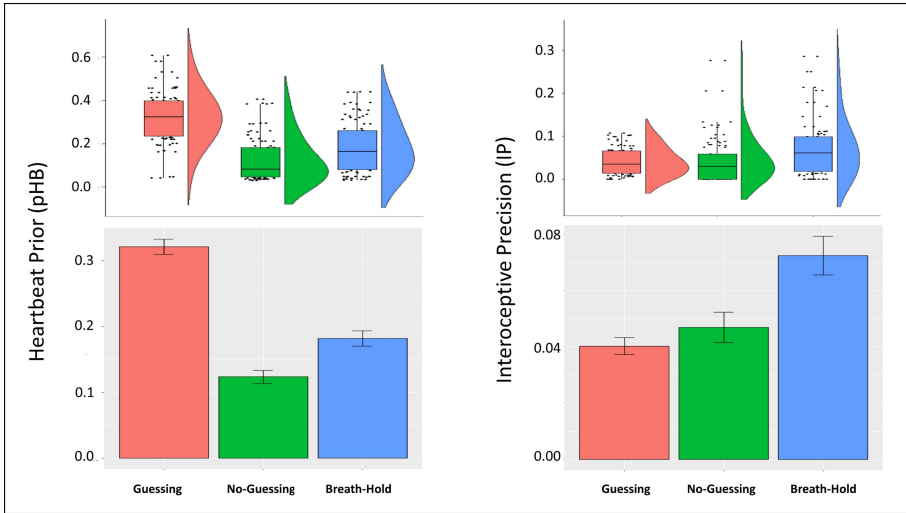 Heartbeat Prior (pHB)
0.6
0.4
0.2
0.0
0.3
0.2
0.1
0.0
Guessing
No-Guessing
Breath-Hold
Interoceptive Precision (IP)
0.3
0.2
0.10
0.0
0.08
0.04
0.00
Guessing
No-Guessing
Breath-Hold